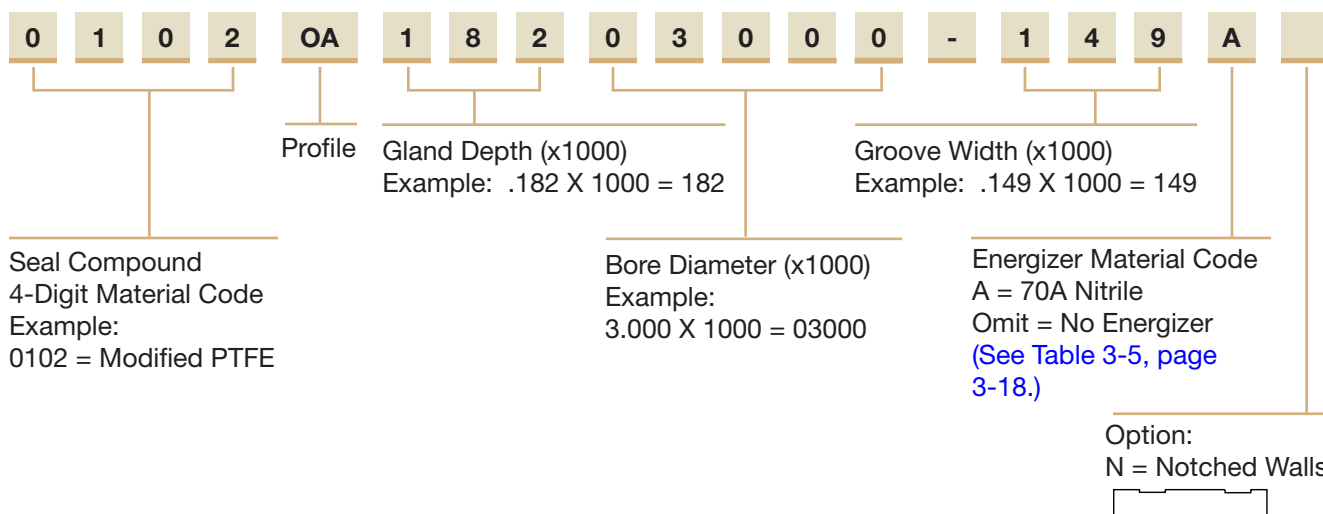 0 1 0 2 OA 1 8 2 0 3 0 0 0 - 1 4 9 A
Profile
Gland Depth (x1000)
Example: .182 X 1000 = 182
Groove Width (x1000)
Example: .149 X 1000 = 149
Seal Compound
4-Digit Material Code
Example:
0102 = Modified PTFE
Bore Diameter (x1000)
Example:
3.000 X 1000 = 03000
Energizer Material Code
A = 70A Nitrile
Omit = No Energizer
(See Table 3-5, page
3-18.)
Option:
N = Notched Walls